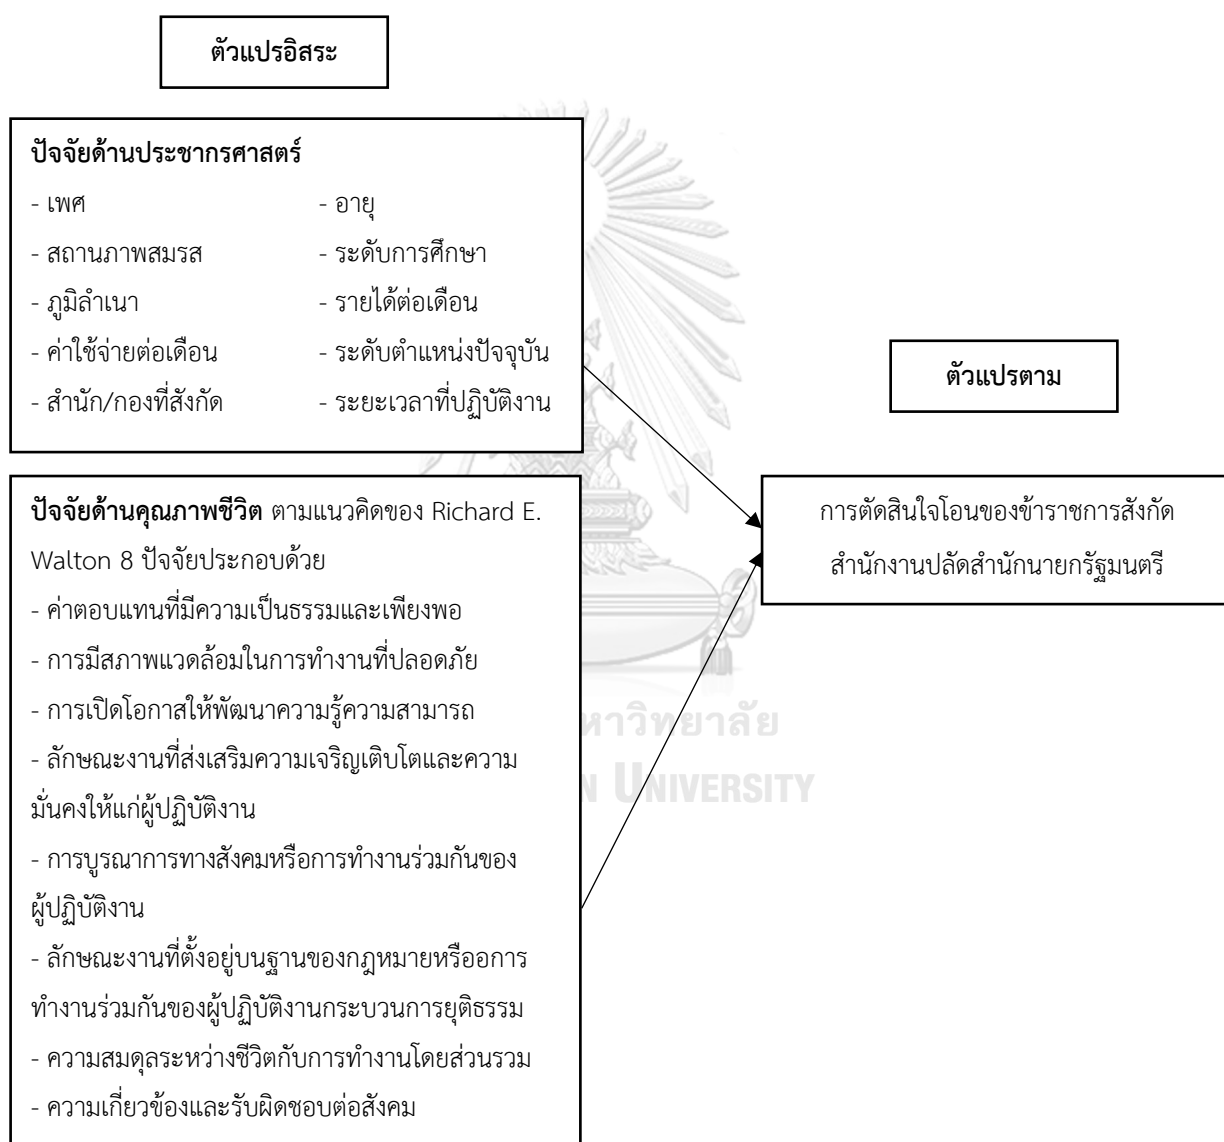 ตัวแปรอิสระ
ปัจจัยด้านประชากรศาสตร์
- เพศ - อายุ
- สถานภาพสมรส - ระดับการศึกษา
- ภูมิลำเนา - รายได้ต่อเดือน
- ค่าใช้จ่ายต่อเดือน - ระดับตำแหน่งปัจจุบัน
- สำนัก/กองที่สังกัด - ระยะเวลาที่ปฏิบัติงาน
ตัวแปรตาม
ปัจจัยด้านคุณภาพชีวิต ตามแนวคิดของ Richard E.
Walton 8 ปัจจัยประกอบด้วย
- ค่าตอบแทนที่มีความเป็นธรรมและเพียงพอ
- การมีสภาพแวดล้อมในการทำงานที่ปลอดภัย
- การเปิดโอกาสให้พัฒนาความรู้ความสามารถ
- ลักษณะงานที่ส่งเสริมความเจริญเติบโตและความ
มั่นคงให้แก่ผู้ปฏิบัติงาน
- การบูรณาการทางสังคมหรือการทำงานร่วมกันของ
ผู้ปฏิบัติงาน
- ลักษณะงานที่ตั้งอยู่บนฐานของกฎหมายหรืออการ
ทำงานร่วมกันของผู้ปฏิบัติงานกระบวนการยุติธรรม
- ความสมดุลระหว่างชีวิตกับการทำงานโดยส่วนรวม
- ความเกี่ยวข้องและรับผิดชอบต่อสังคม
การตัดสินใจโอนของข้าราชการสังกัด
สำนักงานปลัดสำนักนายกรัฐมนตรี
หาวิทยาลัย
N UNIVERSITY